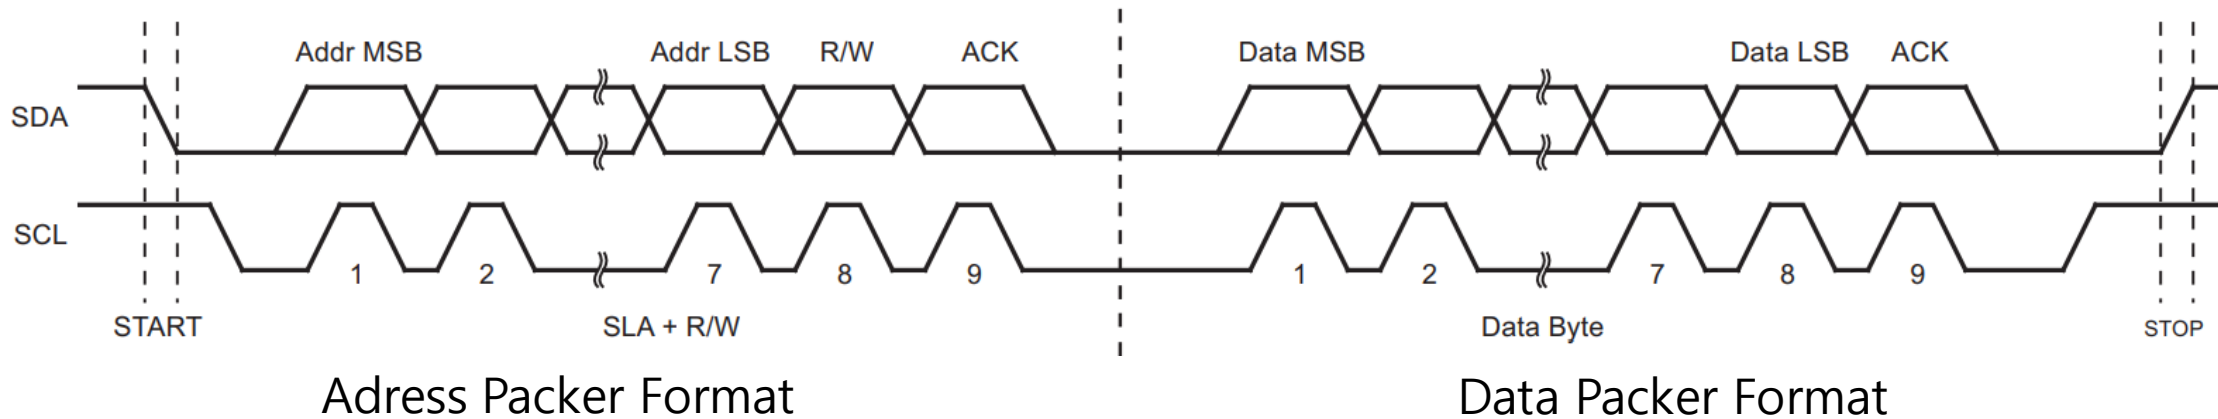 Addr MSB Addr LSB R/W ACK Data MSB Data LSB ACK
SDA
SCL
1 2 7 8 9 1 2 7 8 9
START SLA + R/W Data Byte STOP
Adress Packer Format Data Packer Format